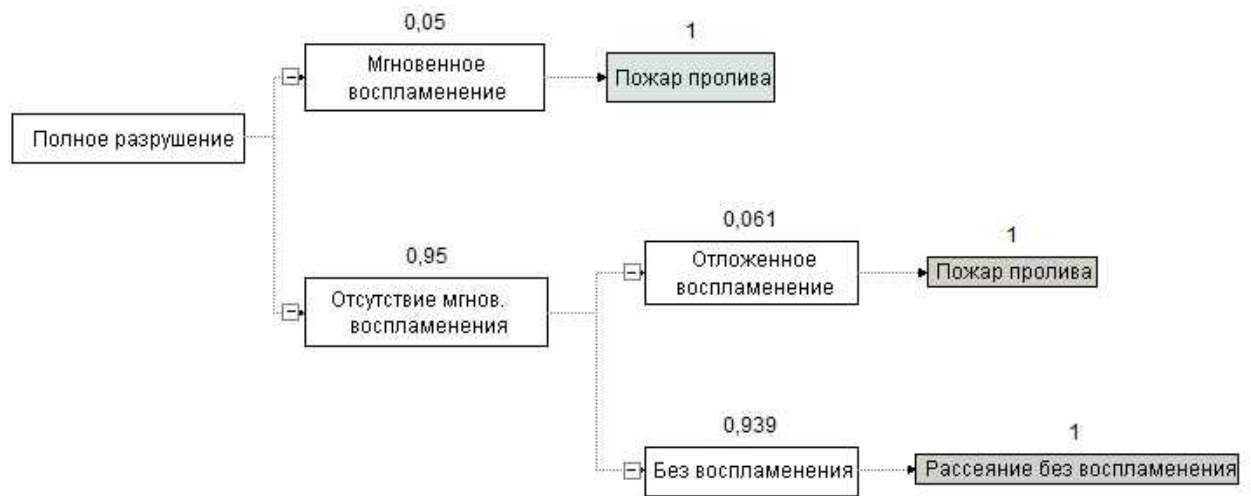 0,05
1
Мгновенное
воспламенение
Пожар пролива
Полное разрушение
0,061
1
0,95
Отложенное
воспламенение
Пожар пролива
Отсутствие мгнов.
воспламенения
0,939
1
Без воспламенения
Рассеяние без воспламенения